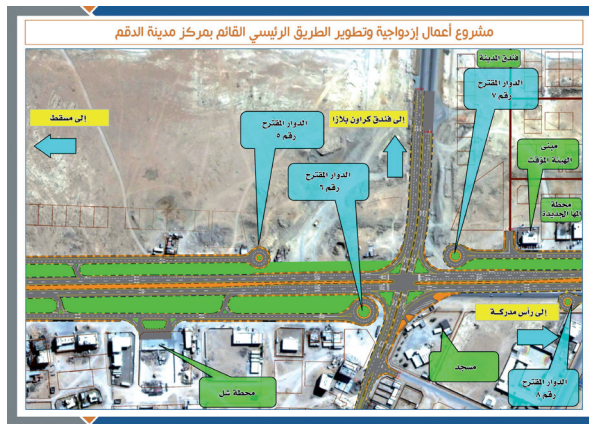 مشروع أعمال إزدواجية وتطوير الطريق الرئيسي القائم بمركز مدينة الدقم
فندق المدينة
الدوار المقترح
رقم ٧
إلى مسقط
الدوار المقترح
رقم ٥
إلى فندق كراون بلازا
مبنى
الهيئة المؤقت
الدوار المقترح
رقم ٦
محطة
المها الجديدة
إلى رأس مدركة
مسجد
محطة شل
الدوار المقترح
رقم ٨